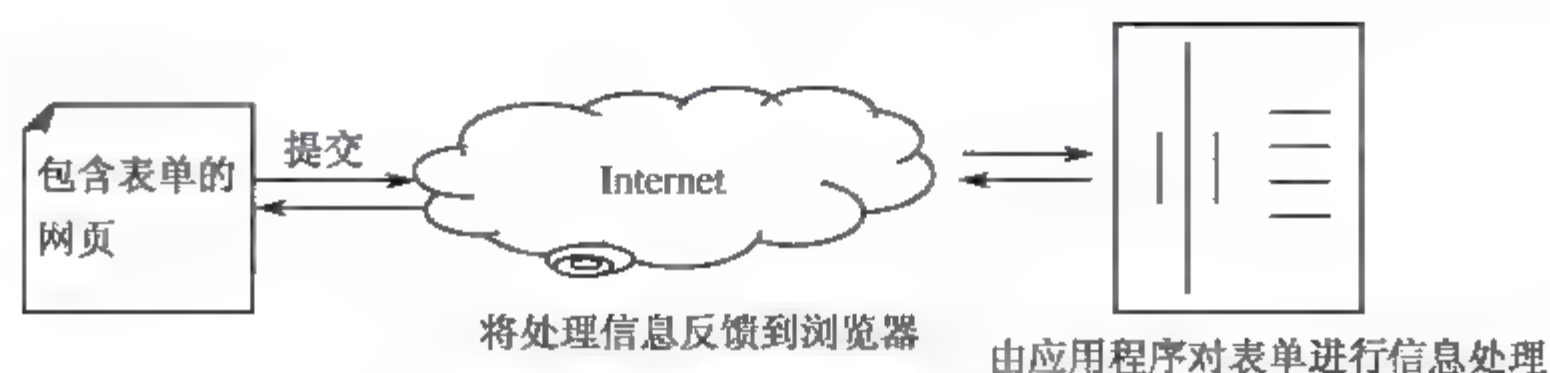 包含表单的
网页
提交
Internet
将处理信息反馈到浏览器
由应用程序对表单进行信息处理